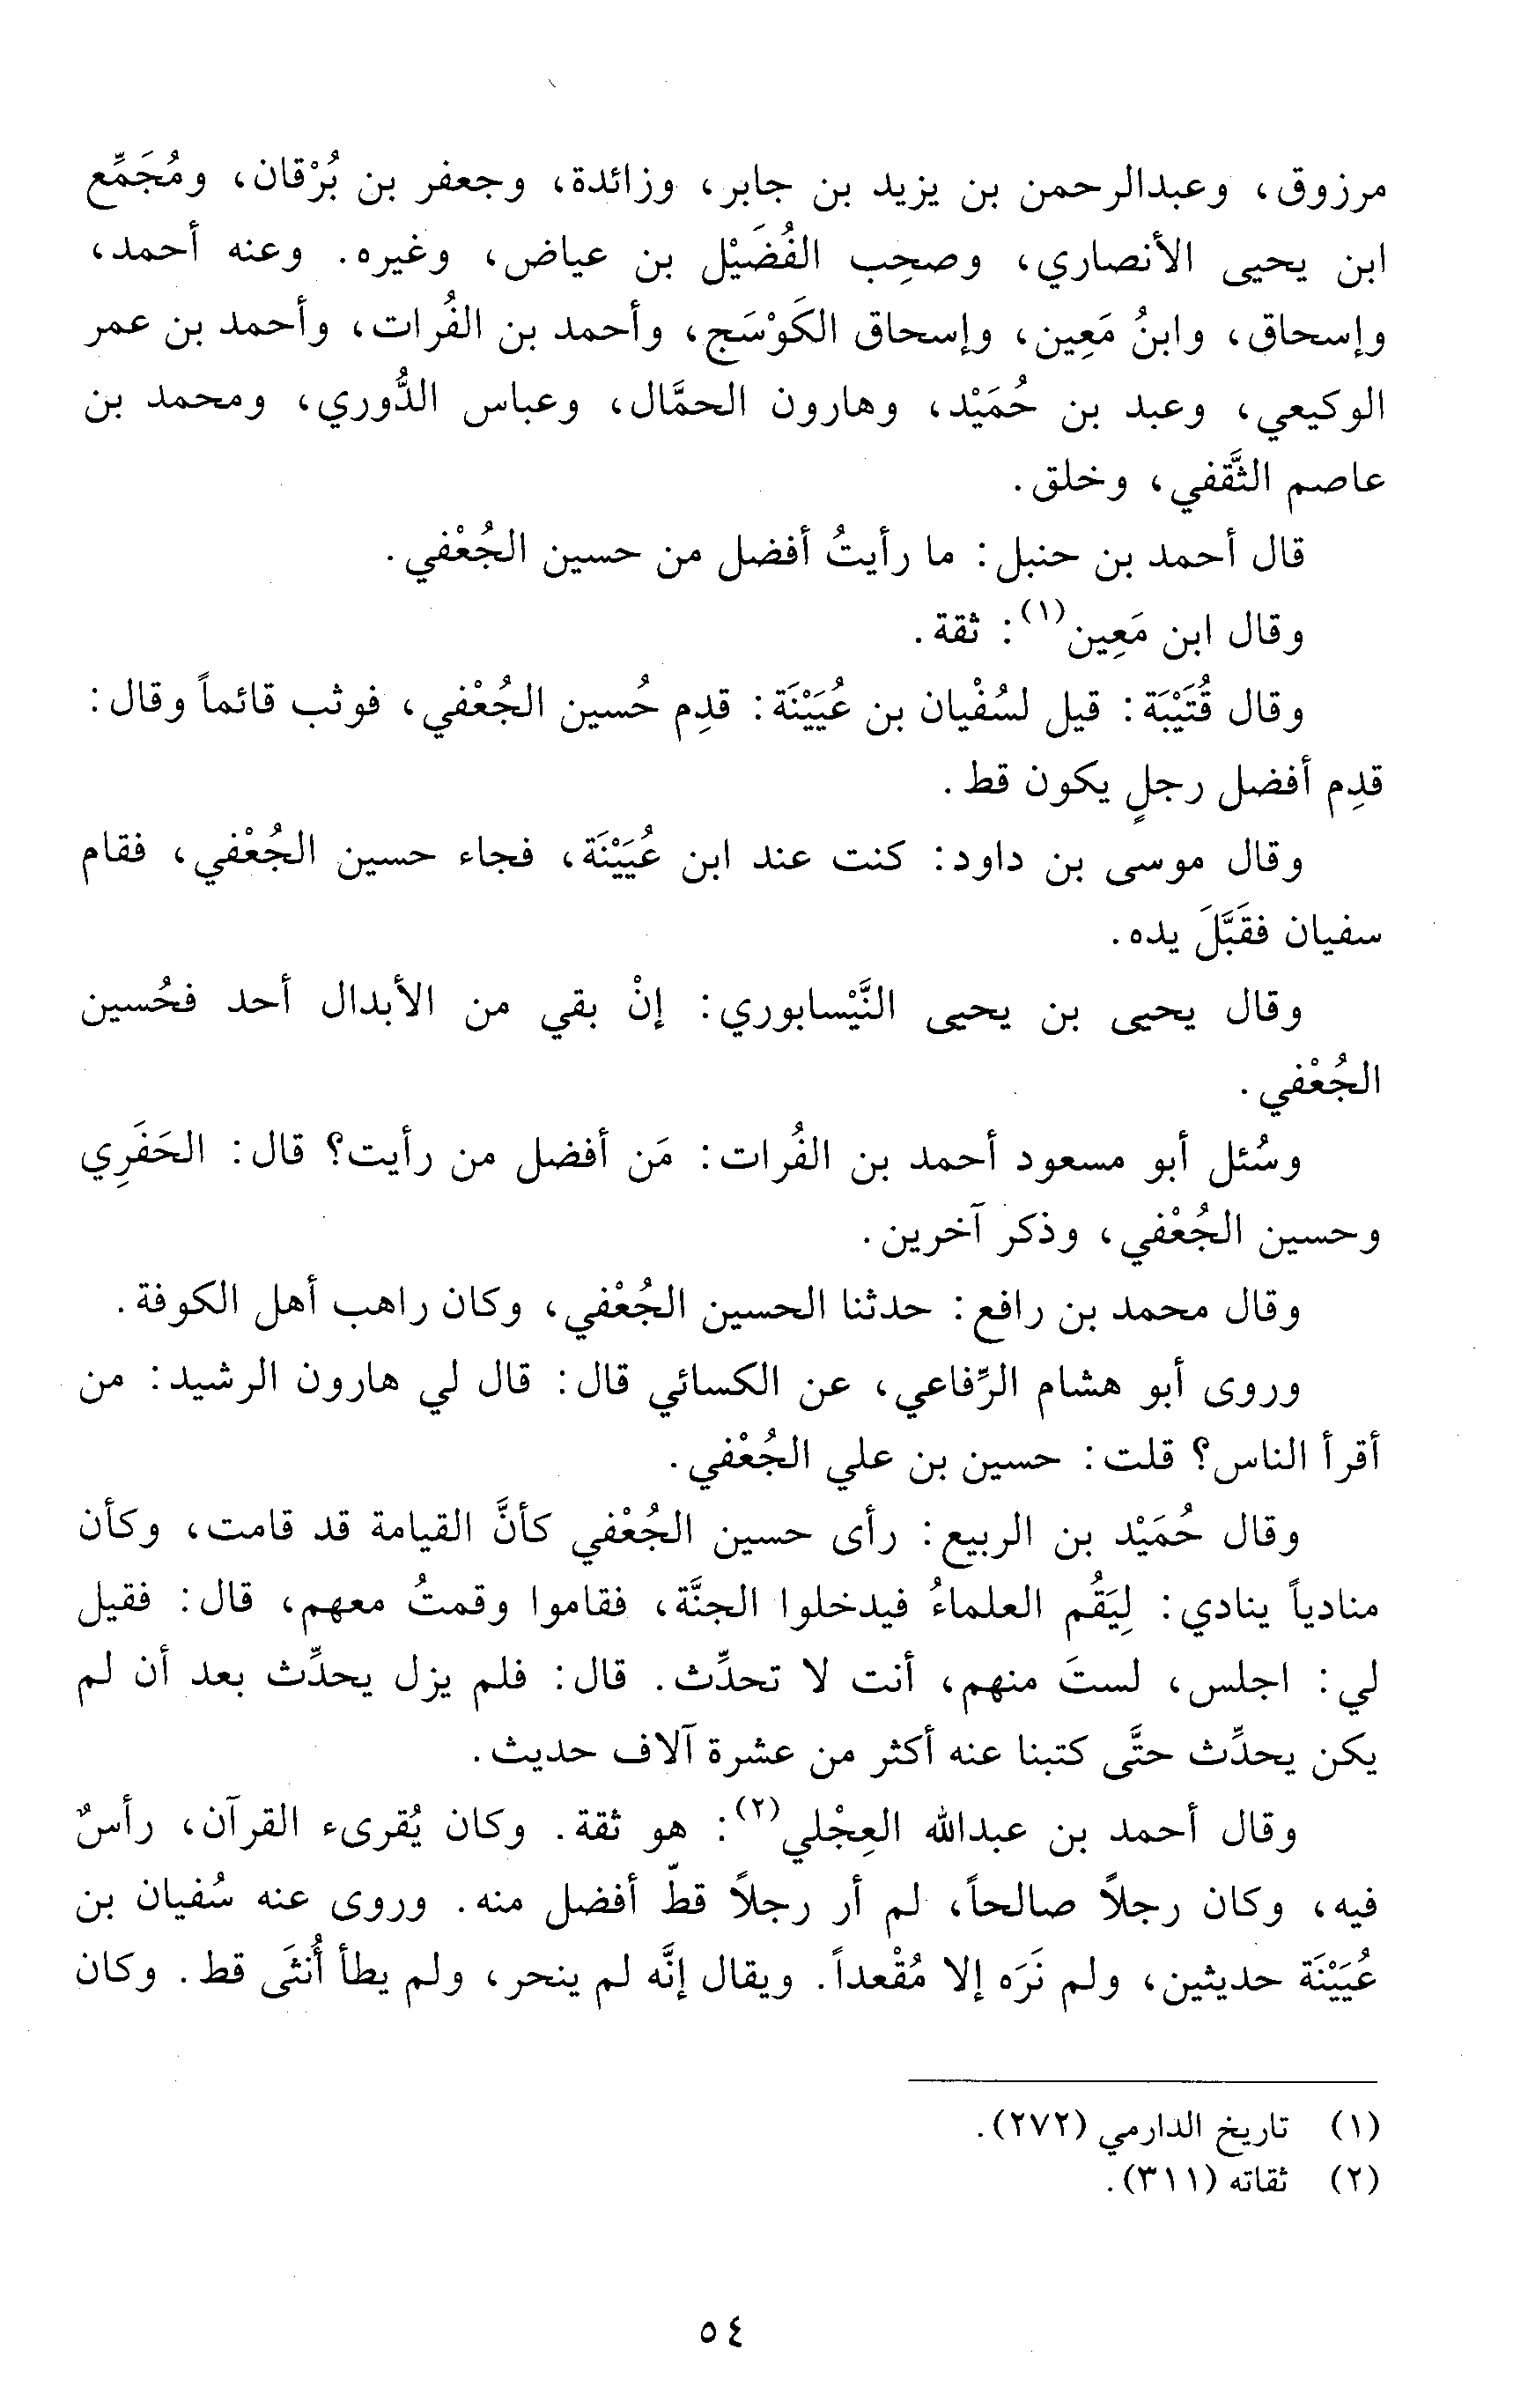 مرزوق، وعبدالرحمن بن يزيد بن جابر، وزائدة، وجعفر بن بُرْقان، ومُجَمِّع
ابن يحيى الأنصاري، وصحِب الفُضَيْل بن عياض، وغيره. وعنه أحمد،
وإسحاق، وابنُ مَعِين، وإسحاق الكَوْسَج، وأحمد بن الفُرات، وأحمد بن عمر
الوكيعي، وعبد بن حُمَيْد، وهارون الحمَّال، وعباس الدُّوري، ومحمد بن
عاصم الثَّقفي، وخلق.
قال أحمد بن حنبل: ما رأيتُ أفضل من حسين الجُعْفي.
وقال ابن مَعِين(١): ثقة.
وقال قُتَيْبَة: قيل لسُفْيان بن عُيَيْنَة: قدِم حُسين الجُعْفي، فوثب قائماً وقال:
قدِم أفضل رجلٍ يكون قط.
وقال موسى بن داود: كنت عند ابن عُيَيْنَة، فجاء حسين الجُعْفي، فقام
سفيان فقَبَّلَ يده.
وقال يحيى بن يحيى النَّيْسابوري: إنْ بقي من الأبدال أحد فحُسين
الجُعْفي.
وسُئل أبو مسعود أحمد بن الفُرات: مَن أفضل من رأيت؟ قال: الحَفَرِي
وحسين الجُعْفي، وذكر آخرين.
وقال محمد بن رافع: حدثنا الحسين الجُعْفي، وكان راهب أهل الكوفة.
وروى أبو هشام الرِّفاعي، عن الكسائي قال: قال لي هارون الرشيد: من
أقرأ الناس؟ قلت: حسين بن علي الجُعْفي.
وقال حُمَيْد بن الربيع: رأى حسين الجُعْفي كأنَّ القيامة قد قامت، وكأن
منادياً ينادي: لِيَقُم العلماءُ فيدخلوا الجنَّة، فقاموا وقمتُ معهم، قال: فقيل
لي: اجلس، لستَ منهم، أنت لا تحدِّث. قال: فلم يزل يحدِّث بعد أن لم
يكن يحدِّث حتَّى كتبنا عنه أكثر من عشرة آلاف حديث.
وقال أحمد بن عبدالله العِجْلي(٢): هو ثقة. وكان يُقرىء القرآن، رأسٌ
فيه، وكان رجلاً صالحاً، لم أر رجلاً قطّ أفضل منه. وروى عنه سُفيان بن
عُيَيْنَة حديثين، ولم نَرَه إلا مُقْعداً. ويقال إنَّه لم ينحر، ولم يطأ أُنثَى قط. وكان
(١) تاريخ الدارمي (٢٧٢).
(٢) ثقاته (٣١١).
٥٤